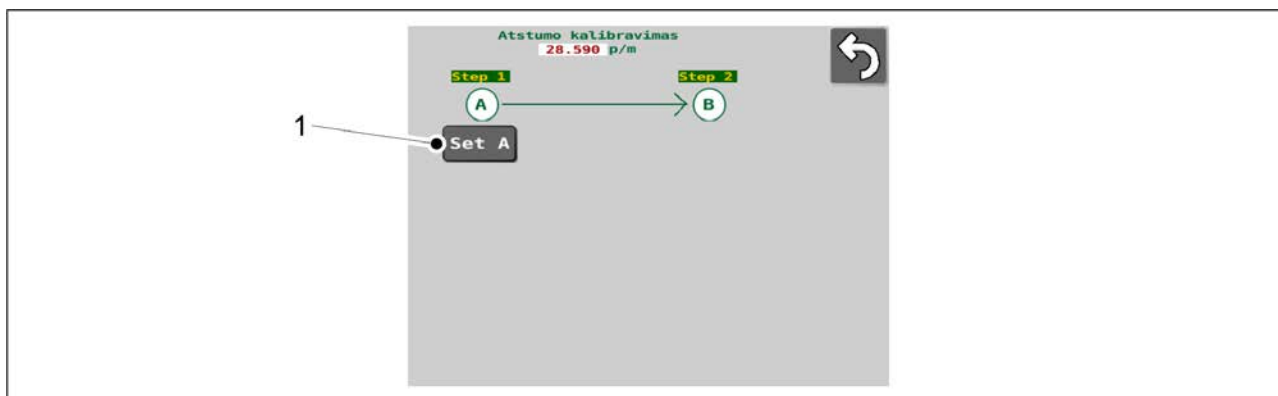 Atstumo kalibravimas
28.590 p/m
Step 1 Step 2
A B
1
Set A